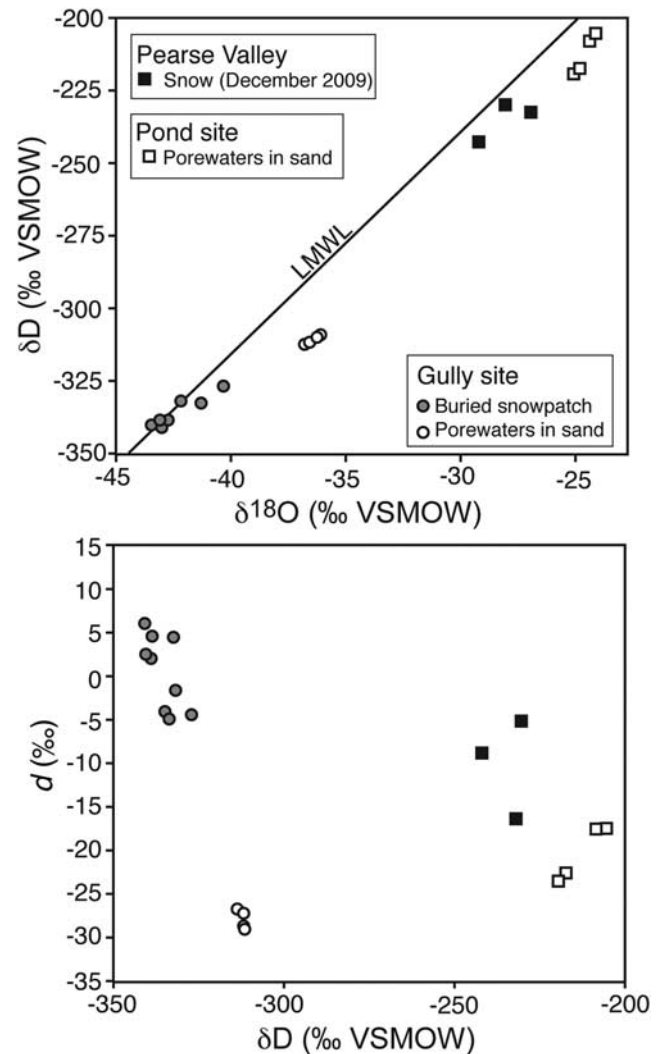 -200
-225
-250
-275
-300
-325
-350
δD (‰ VSMOW)
Pearse Valley
Snow (December 2009)
Pond site
Porewaters in sand
LMWL
Gully site
Buried snowpatch
Porewaters in sand
-45 -40 -35 -30 -25
δ18O (‰ VSMOW)
15
10
5
0
-5
-10
-15
-20
-25
-30
-35
d (‰)
-350 -300 -250 -200
δD (‰ VSMOW)